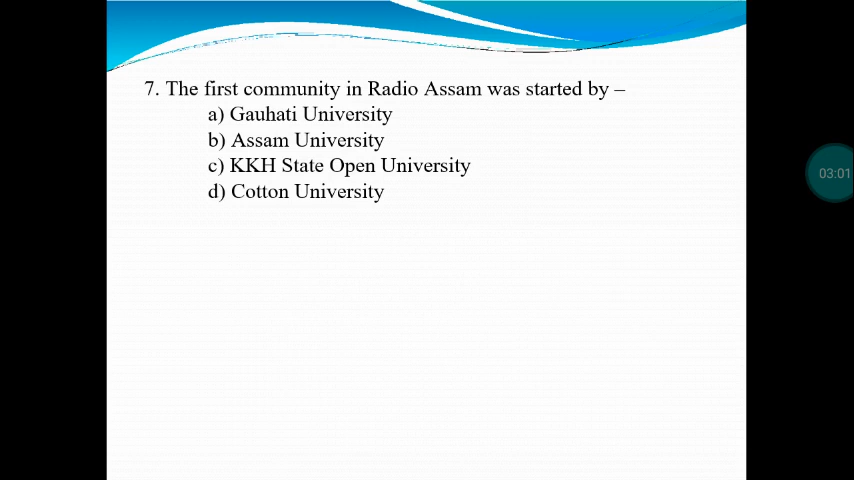 7. The first community in Radio Assam was started by –
a) Gauhati University
b) Assam University
c) KKH State Open University
d) Cotton University
03:01